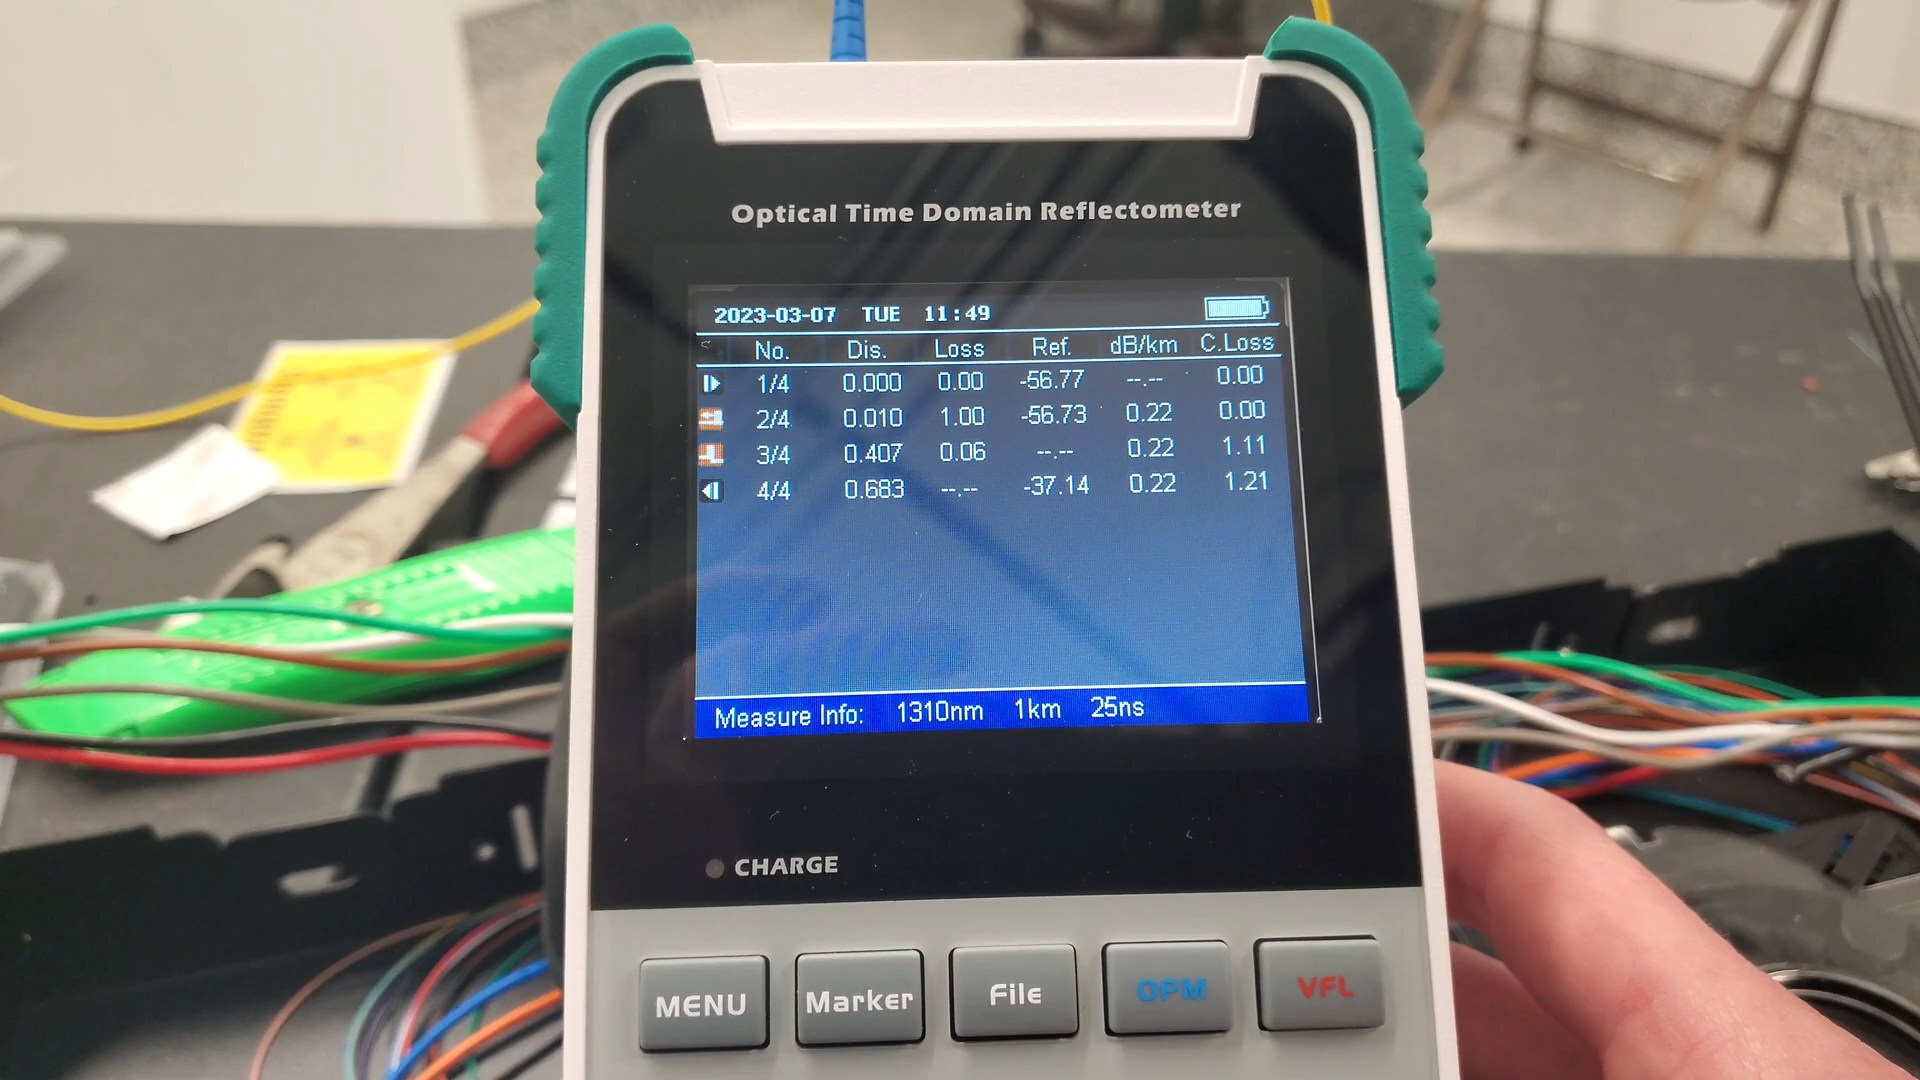 Optical Time Domain Reflectometer
2023-03-07 TUE 11:49
No. Dis. Loss Ref. dB/km C.Loss
1/4 0.000 0.00 -56.77 --.-- 0.00
2/4 0.010 1.00 -56.73 0.22 0.00
3/4 0.407 0.06 --.-- 0.22 1.11
4/4 0.683 --.-- -37.14 0.22 1.21
Measure Info: 1310nm 1km 25ns
CHARGE
MENU Marker File OPM VFL